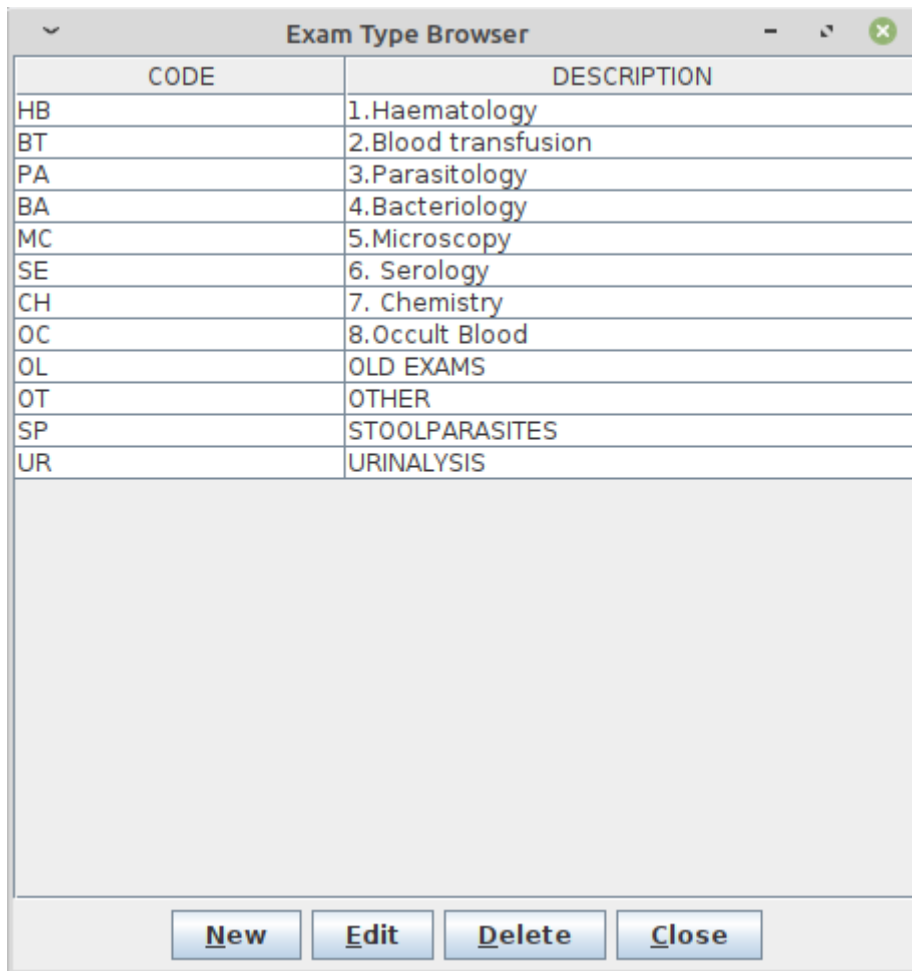 Exam Type Browser
CODE DESCRIPTION
HB 1.Haematology
BT 2.Blood transfusion
PA 3.Parasitology
BA 4.Bacteriology
MC 5.Microscopy
SE 6. Serology
CH 7. Chemistry
OC 8.Occult Blood
OL OLD EXAMS
OT OTHER
SP STOOLPARASITES
UR URINALYSIS
New Edit Delete Close